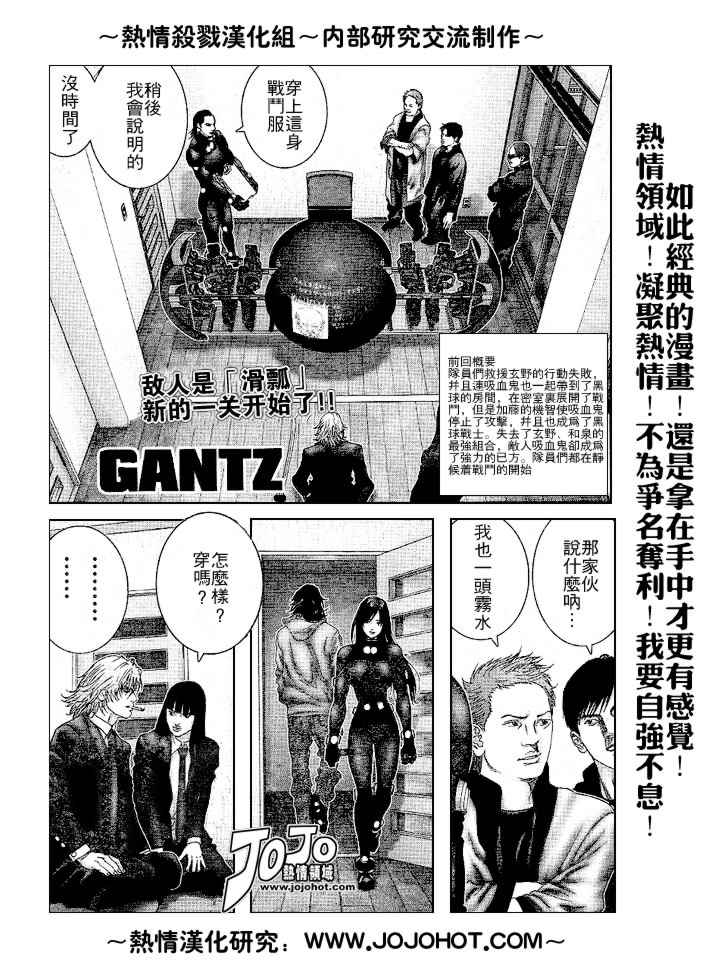 ～熱情殺戮漢化組～内部研究交流制作～
穿上這身
戰鬥服
稍後
我會說明的
沒時間了
前回概要
隊員們救援玄野的行動失敗，
并且連吸血鬼也一起帶到了黑
球的房間，在密室裏展開了戰
鬥，但是加藤的機智使吸血鬼
停止了攻擊，并且也成爲了黑
球戰士。失去了玄野、和泉的
最強組合，敵人吸血鬼卻成爲
了強力的已方。隊員們都在靜
候着戰鬥的開始
敌人是「滑瓢」
新的一关开始了!!
GANTZ
那家伙
說什麼吶…
我也一頭霧水
怎麼樣？
穿嗎？
………
………
JOJO
熱情領域
www.jojohot.com
如此經典的漫畫！還是拿在手中才更有感覺！
熱情領域！凝聚熱情！不為爭名奪利！我要自強不息！
～熱情漢化研究：WWW.JOJOHOT.COM～